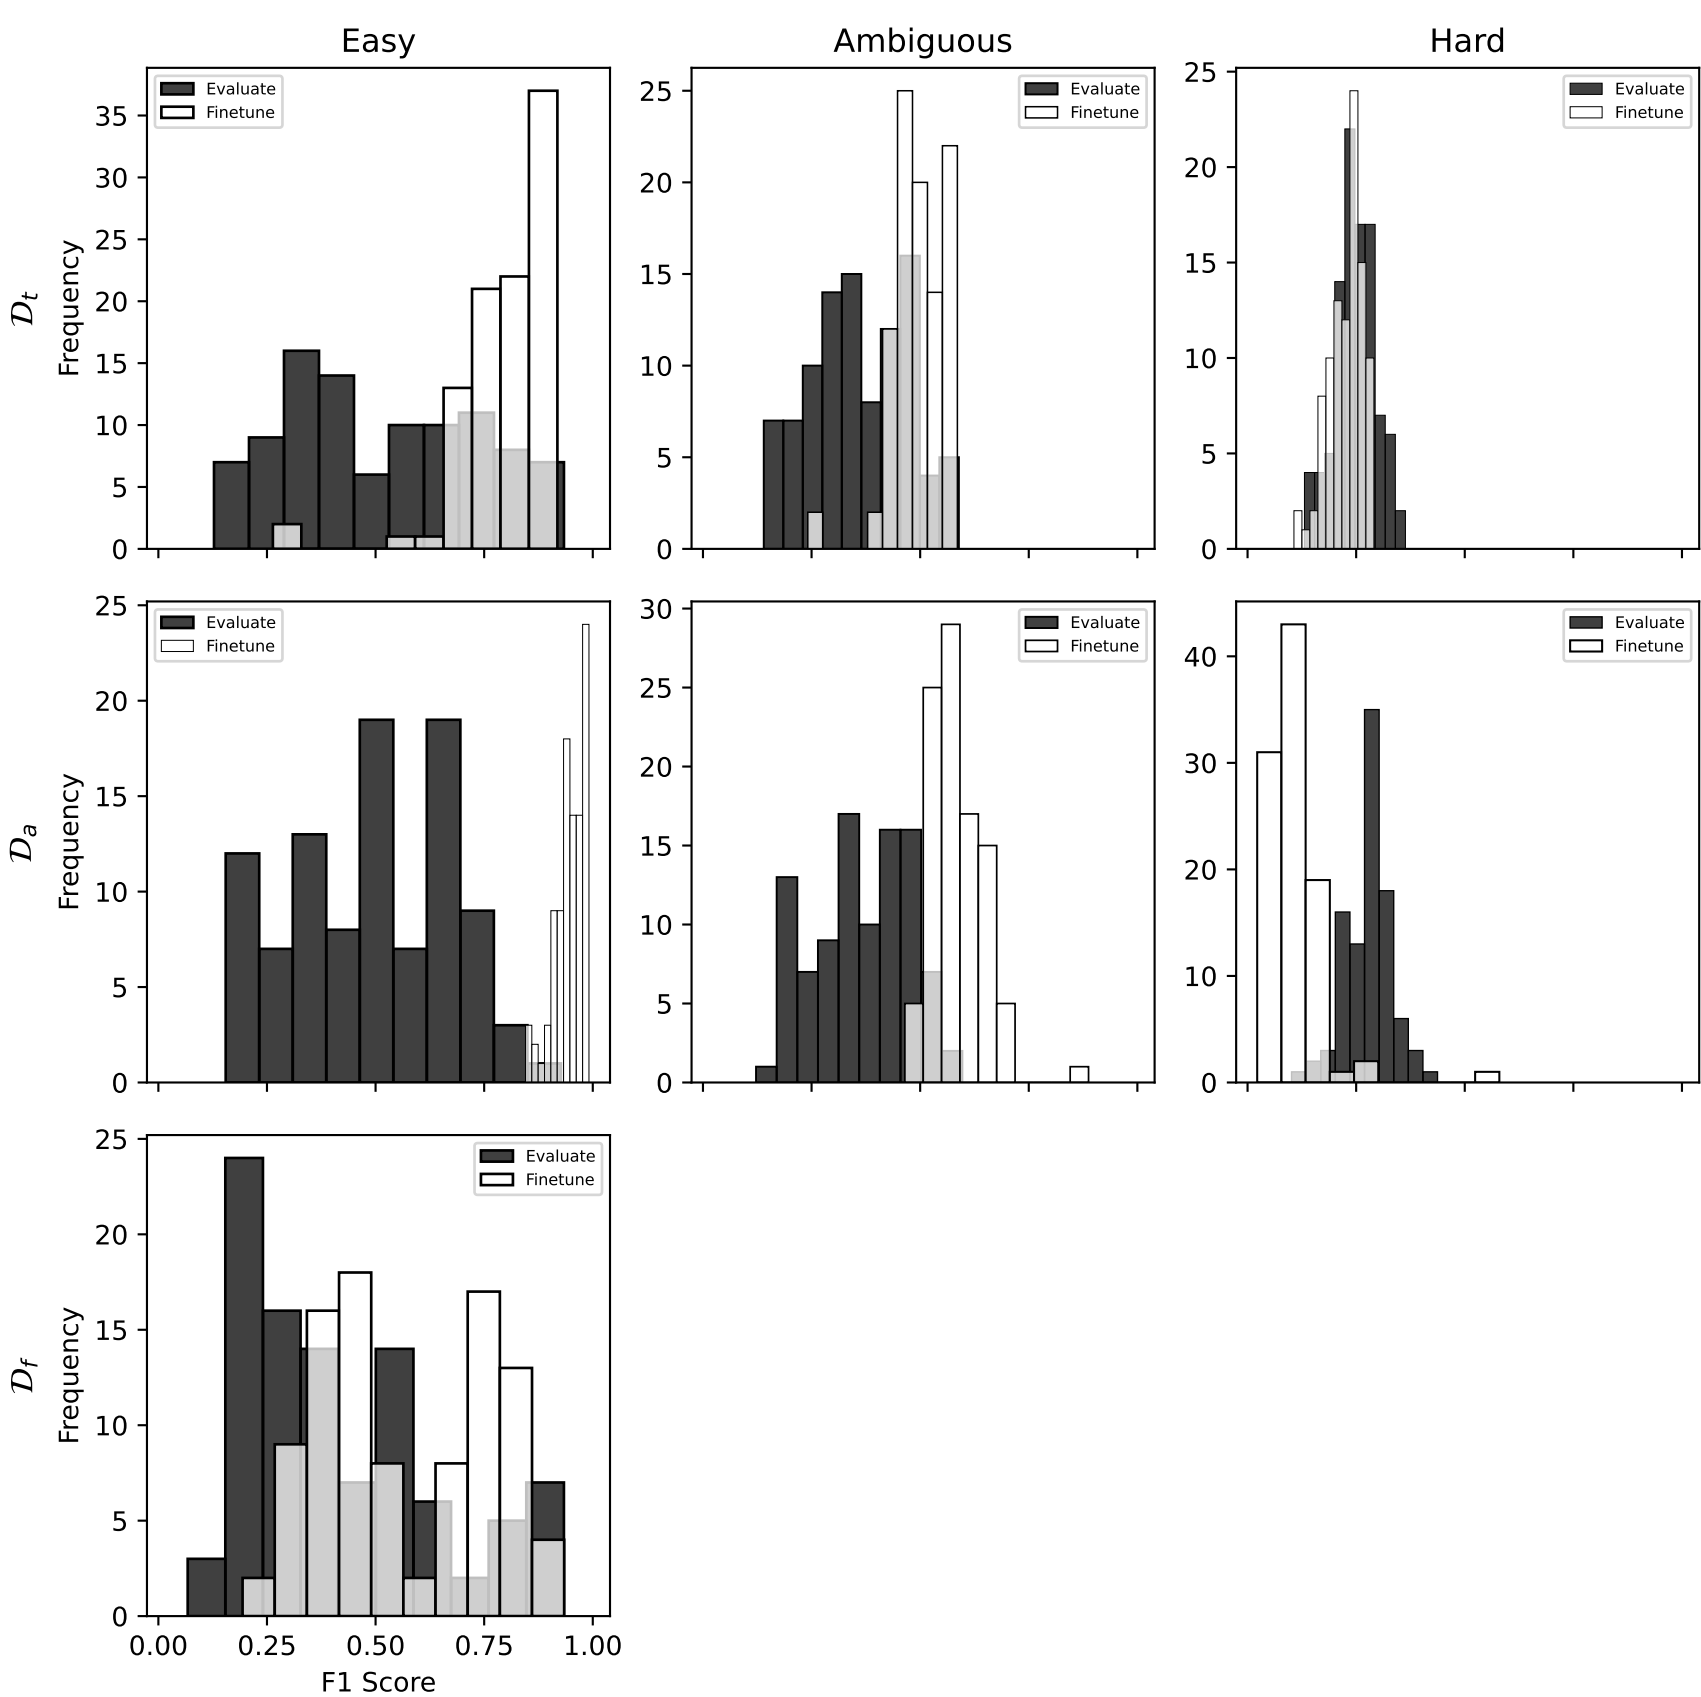 Easy
Ambiguous
Hard
𝒟t
Frequency
35
30
25
20
15
10
5
0
Evaluate
Finetune
25
20
15
10
5
0
Evaluate
Finetune
25
20
15
10
5
0
Evaluate
Finetune
𝒟a
Frequency
25
20
15
10
5
0
Evaluate
Finetune
30
25
20
15
10
5
0
Evaluate
Finetune
40
30
20
10
0
Evaluate
Finetune
𝒟f
Frequency
25
20
15
10
5
0
Evaluate
Finetune
0.00 0.25 0.50 0.75 1.00
F1 Score